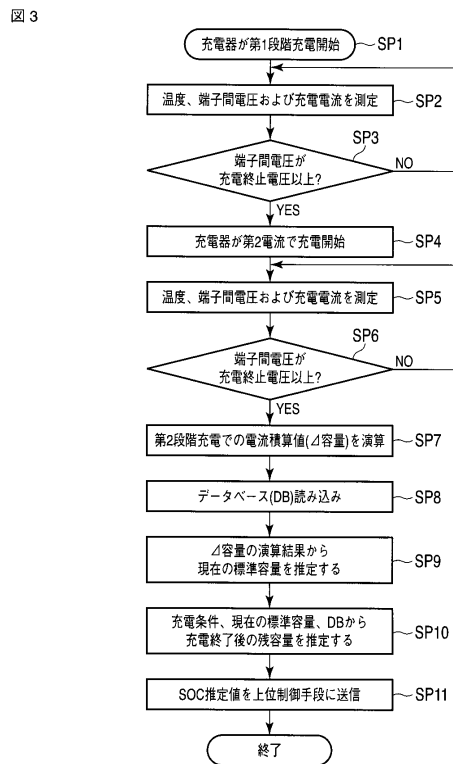 図 3
充電器が第1段階充電開始 SP1
温度、端子間電圧および充電電流を測定 SP2
SP3
端子間電圧が
充電終止電圧以上?
NO
YES
充電器が第2電流で充電開始 SP4
温度、端子間電圧および充電電流を測定 SP5
SP6
端子間電圧が
充電終止電圧以上?
NO
YES
第2段階充電での電流積算値(⊿容量)を演算 SP7
データベース(DB)読み込み SP8
⊿容量の演算結果から
現在の標準容量を推定する SP9
充電条件、現在の標準容量、DBから
充電終了後の残容量を推定する SP10
SOC推定値を上位制御手段に送信 SP11
終了